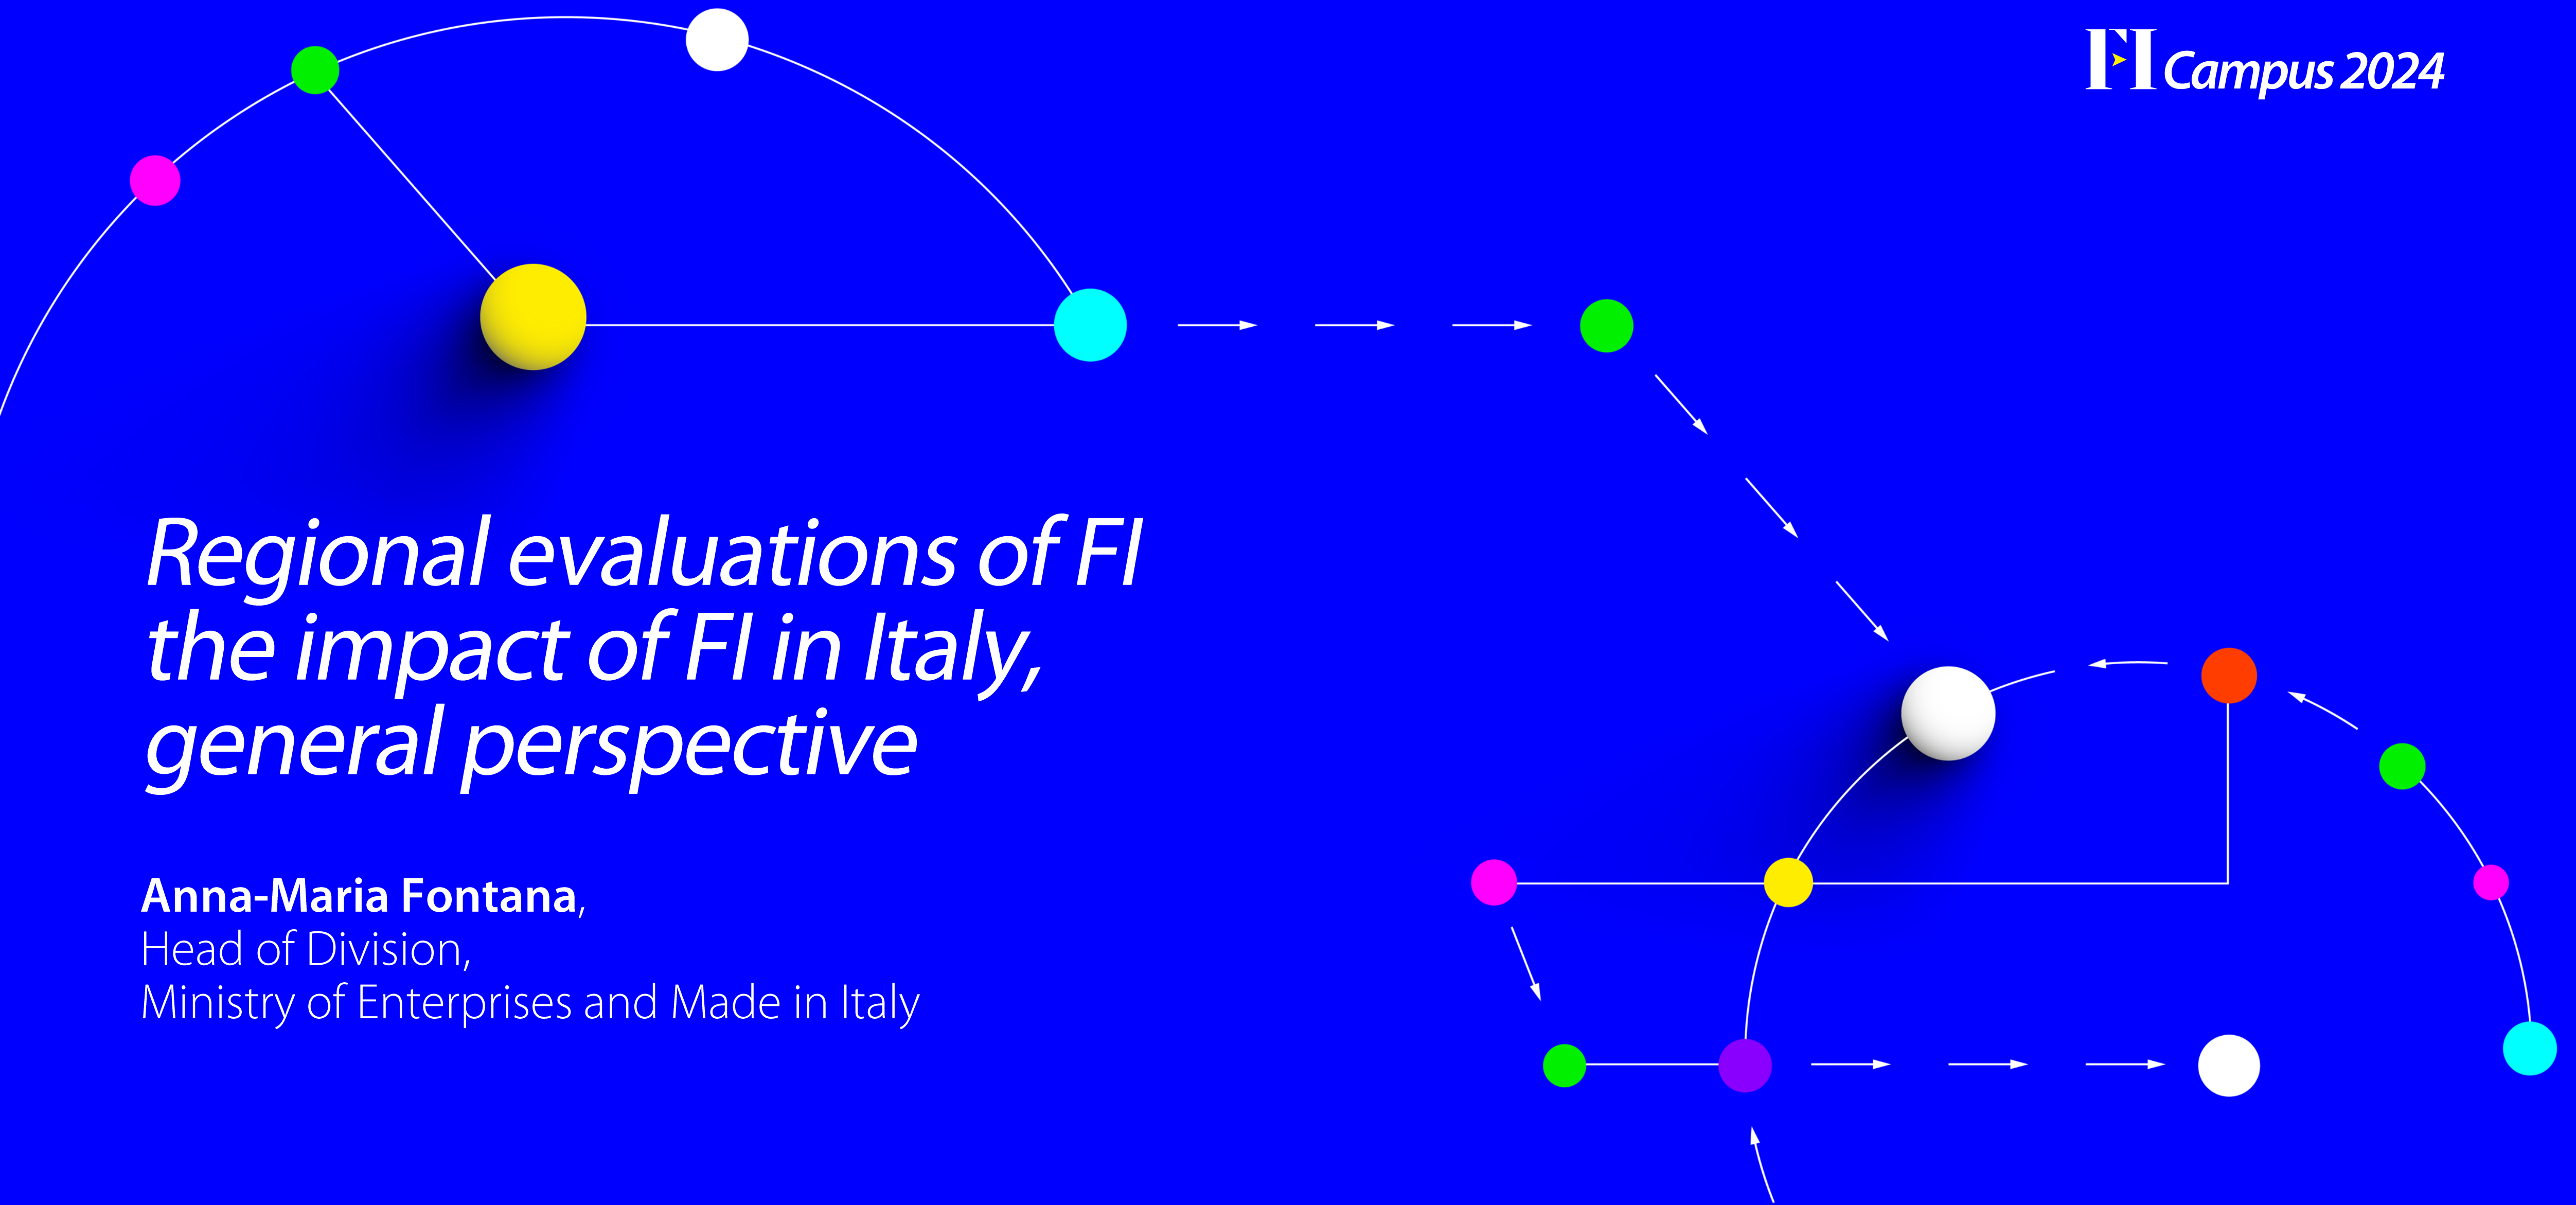 FI Campus 2024
Regional evaluations of FI
the impact of FI in Italy,
general perspective
Anna-Maria Fontana,
Head of Division,
Ministry of Enterprises and Made in Italy